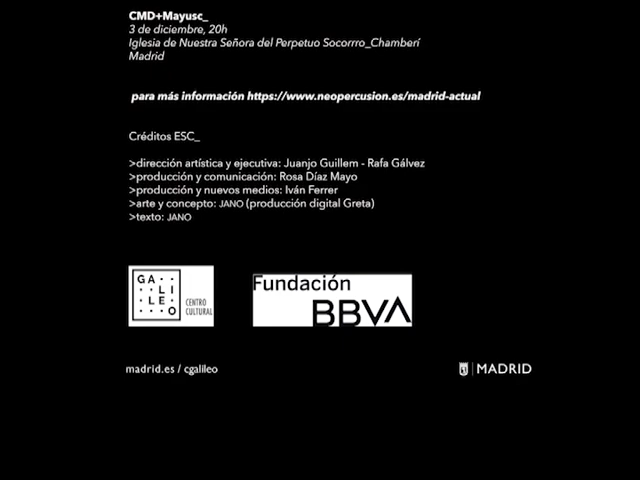 CMD+Mayusc_
3 de diciembre, 20h
Iglesia de Nuestra Señora del Perpetuo Socorrro_Chamberí
Madrid
para más información https://www.neopercusion.es/madrid-actual
Créditos ESC_
>dirección artística y ejecutiva: Juanjo Guillem - Rafa Gálvez
>producción y comunicación: Rosa Díaz Mayo
>producción y nuevos medios: Iván Ferrer
>arte y concepto: JANO (producción digital Greta)
>texto: JANO
GALILEO
CENTRO
CULTURAL
Fundación
BBVA
madrid.es / cgalileo
MADRID